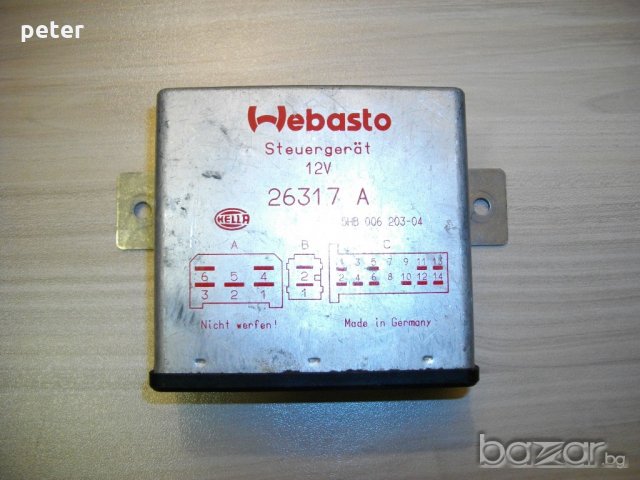 peter
Webasto
Steuergerät
12V
26317 A
HELLA
5HB 006 203-04
A
B
C
6 5 4
3 2 1
2
1
1 3 5 7 9 11 13
2 4 6 8 10 12 14
Nicht werfen!
Made in Germany
bazar.bg